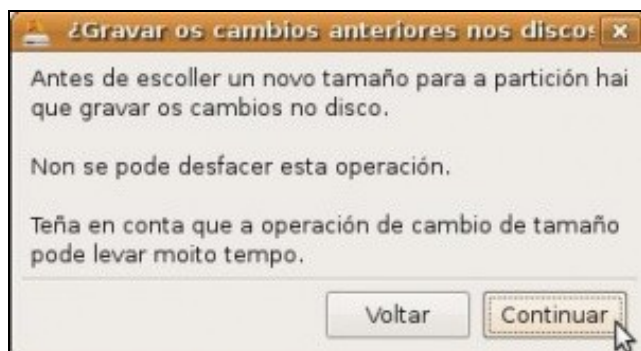 ¿Gravar os cambios anteriores nos discos
Antes de escoller un novo tamaño para a partición hai
que gravar os cambios no disco.
Non se pode desfacer esta operación.
Teña en conta que a operación de cambio de tamaño
pode levar moito tempo.
Voltar
Continuar